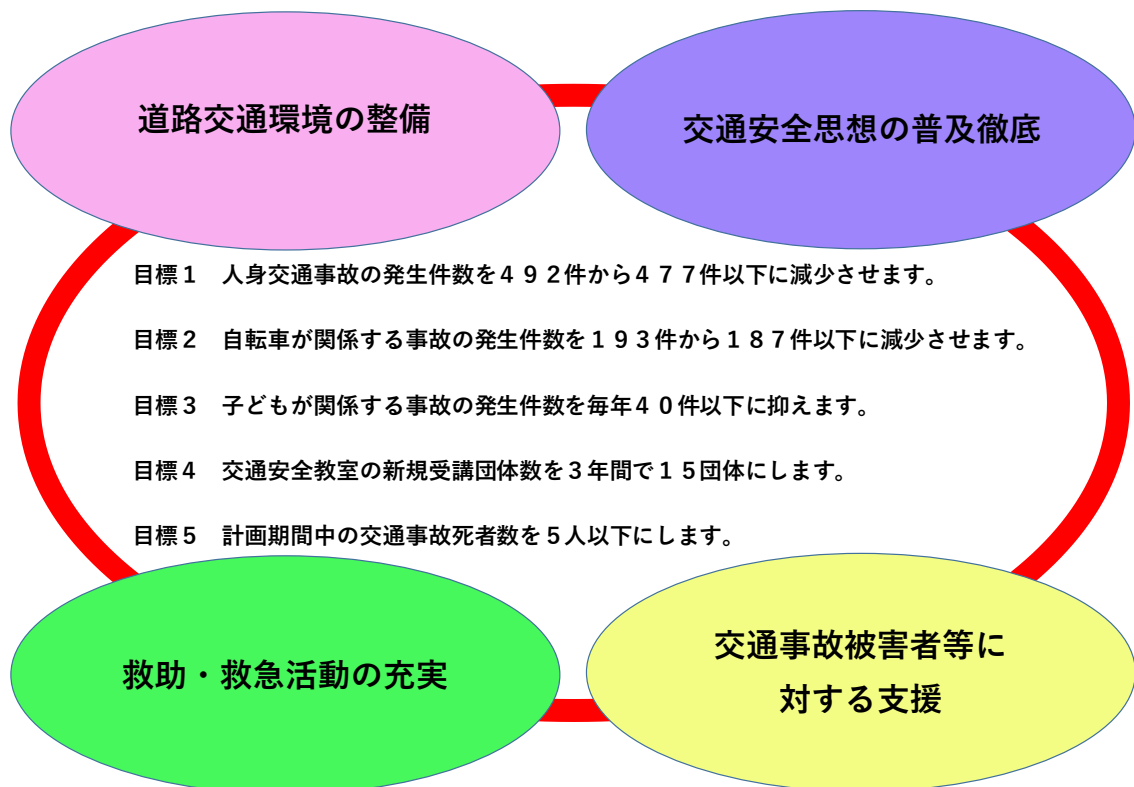 道路交通環境の整備
交通安全思想の普及徹底
目標１　人身交通事故の発生件数を４９２件から４７７件以下に減少させます。
目標２　自転車が関係する事故の発生件数を１９３件から１８７件以下に減少させます。
目標３　子どもが関係する事故の発生件数を毎年４０件以下に抑えます。
目標４　交通安全教室の新規受講団体数を３年間で１５団体にします。
目標５　計画期間中の交通事故死者数を５人以下にします。
救助・救急活動の充実
交通事故被害者等に
対する支援